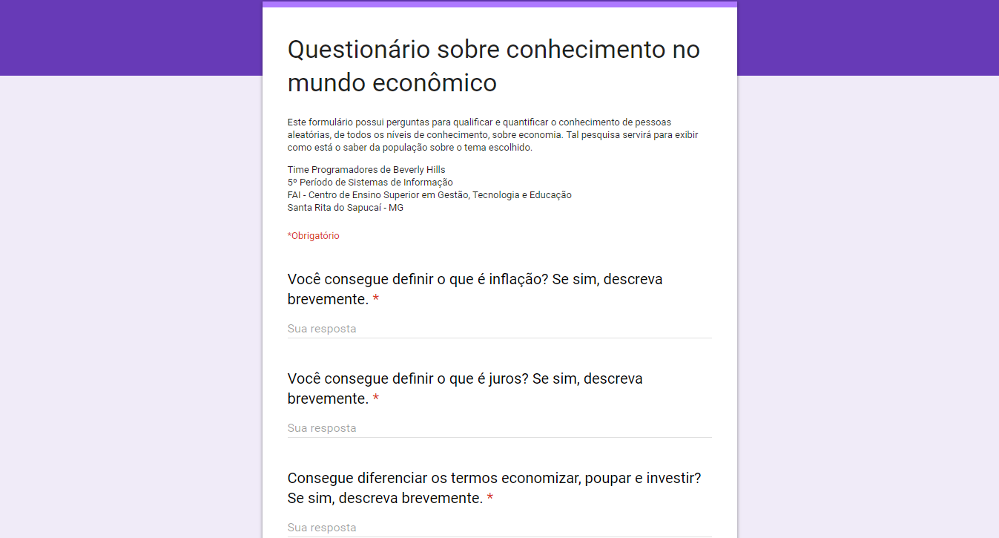 Questionário sobre conhecimento no
mundo econômico
Este formulário possui perguntas para qualificar e quantificar o conhecimento de pessoas
aleatórias, de todos os níveis de conhecimento, sobre economia. Tal pesquisa servirá para exibir
como está o saber da população sobre o tema escolhido.
Time Programadores de Beverly Hills
5º Período de Sistemas de Informação
FAI - Centro de Ensino Superior em Gestão, Tecnologia e Educação
Santa Rita do Sapucaí - MG
*Obrigatório
Você consegue definir o que é inflação? Se sim, descreva
brevemente. *
Sua resposta
Você consegue definir o que é juros? Se sim, descreva
brevemente. *
Sua resposta
Consegue diferenciar os termos economizar, poupar e investir?
Se sim, descreva brevemente. *
Sua resposta